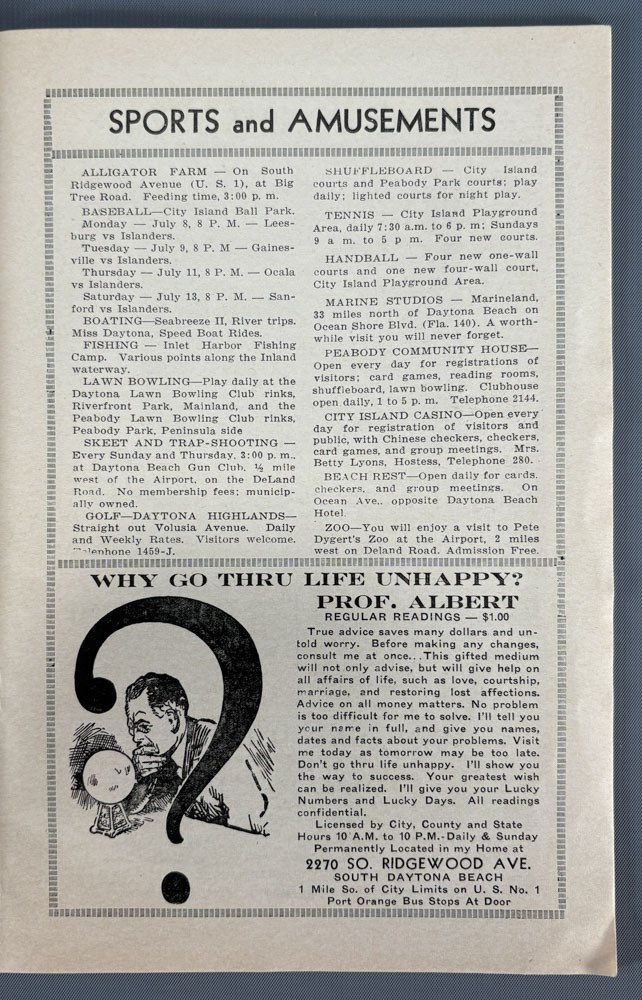 SPORTS and AMUSEMENTS
ALLIGATOR FARM — On South
Ridgewood Avenue (U. S. 1), at Big
Tree Road. Feeding time, 3:00 p. m.
BASEBALL—City Island Ball Park.
Monday — July 8, 8 P. M. — Lees-
burg vs Islanders.
Tuesday — July 9, 8 P. M — Gaines-
ville vs Islanders.
Thursday — July 11, 8 P. M. — Ocala
vs Islanders.
Saturday — July 13, 8 P. M. — San-
ford vs Islanders.
BOATING—Seabreeze II, River trips.
Miss Daytona, Speed Boat Rides.
FISHING — Inlet Harbor Fishing
Camp. Various points along the Inland
waterway.
LAWN BOWLING—Play daily at the
Daytona Lawn Bowling Club rinks,
Riverfront Park, Mainland, and the
Peabody Lawn Bowling Club rinks,
Peabody Park, Peninsula side
SKEET AND TRAP-SHOOTING —
Every Sunday and Thursday, 3:00 p. m.,
at Daytona Beach Gun Club, ½ mile
west of the Airport, on the DeLand
Road. No membership fees; municip-
ally owned.
GOLF—DAYTONA HIGHLANDS—
Straight out Volusia Avenue. Daily
and Weekly Rates. Visitors welcome.
1459-J.
SHUFFLEBOARD — City Island
courts and Peabody Park courts; play
daily; lighted courts for night play.
TENNIS — City Island Playground
Area, daily 7:30 a.m. to 6 p. m; Sundays
9 a m. to 5 p m. Four new courts.
HANDBALL — Four new one-wall
courts and one new four-wall court,
City Island Playground Area.
MARINE STUDIOS — Marineland,
33 miles north of Daytona Beach on
Ocean Shore Blvd. (Fla. 140). A worth-
while visit you will never forget.
PEABODY COMMUNITY HOUSE—
Open every day for registrations of
visitors; card games, reading rooms,
shuffleboard, lawn bowling. Clubhouse
open daily, 1 to 5 p. m. Telephone 2144.
CITY ISLAND CASINO—Open every
day for registration of visitors and
public, with Chinese checkers, checkers,
card games, and group meetings. Mrs.
Betty Lyons, Hostess, Telephone 280.
BEACH REST—Open daily for cards,
checkers, and group meetings. On
Ocean Ave., opposite Daytona Beach
Hotel.
ZOO—You will enjoy a visit to Pete
Dygert's Zoo at the Airport, 2 miles
west on Deland Road. Admission Free.
WHY GO THRU LIFE UNHAPPY?
PROF. ALBERT
REGULAR READINGS — $1.00
True advice saves many dollars and un-
told worry. Before making any changes,
consult me at once...This gifted medium
will not only advise, but will give help on
all affairs of life, such as love, courtship,
marriage, and restoring lost affections.
Advice on all money matters. No problem
is too difficult for me to solve. I'll tell you
your name in full, and give you names,
dates and facts about your problems. Visit
me today as tomorrow may be too late.
Don't go thru life unhappy. I'll show you
the way to success. Your greatest wish
can be realized. I'll give you your Lucky
Numbers and Lucky Days. All readings
confidential.
Licensed by City, County and State
Hours 10 A.M. to 10 P.M.-Daily & Sunday
Permanently Located in my Home at
2270 SO. RIDGEWOOD AVE.
SOUTH DAYTONA BEACH
1 Mile So. of City Limits on U. S. No. 1
Port Orange Bus Stops At Door
?